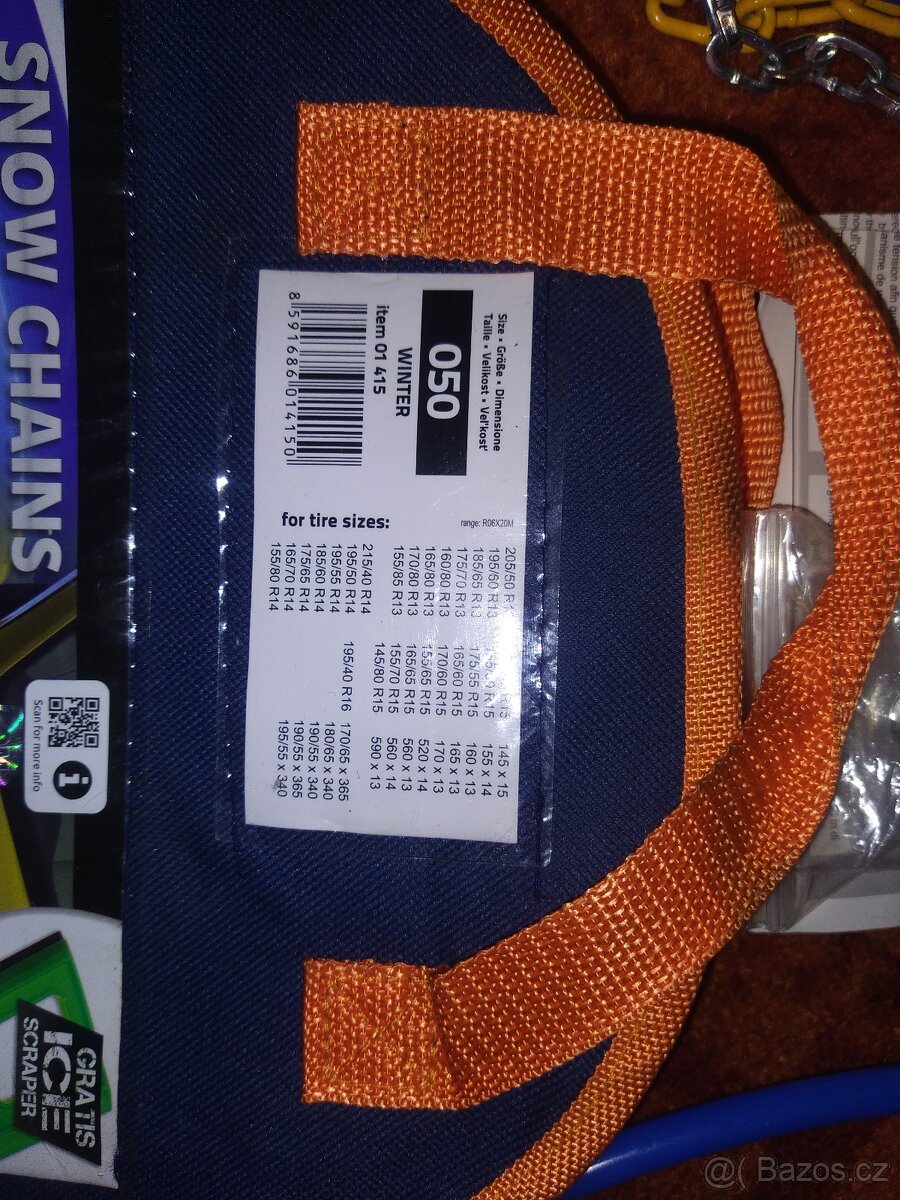 SNOW CHAINS
Size • Größe • Dimensione
Taille • Velikost • Veľkosť
050
WINTER
item 01 415
8 591686 014150
for tire sizes:
range: R06X20M
205/50
195/60 R13
185/65 R13
175/70 R13
160/80 R13
165/80 R13
170/80 R13
155/85 R13
215/40 R14
195/50 R14
195/55 R14
185/60 R14
175/65 R14
165/70 R14
155/80 R14
175/55 R15
165/60 R15
170/60 R15
155/65 R15
165/65 R15
155/70 R15
145/80 R15
195/40 R16
145 x 15
155 x 14
160 x 13
165 x 13
170 x 13
520 x 14
560 x 13
560 x 14
590 x 13
170/65 x 365
180/65 x 340
190/55 x 340
190/55 x 365
195/55 x 340
Scan for more info
i
GRATIS
ICE
SCRAPER
@( Bazos.cz